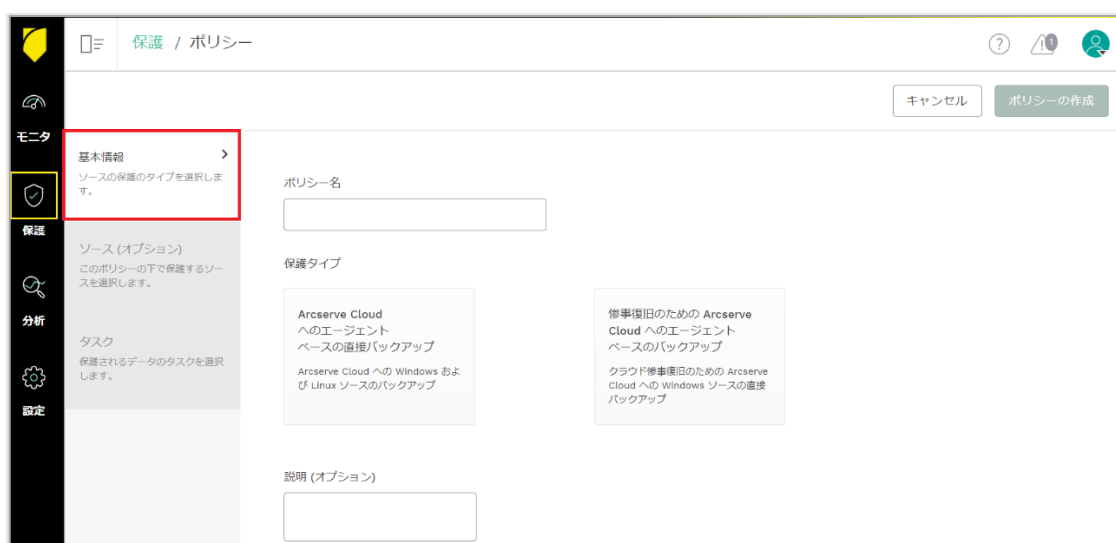 保護 / ポリシー
?
1
キャンセル
ポリシーの作成
モニタ
保護
分析
設定
基本情報
ソースの保護のタイプを選択しま
す。
ソース (オプション)
このポリシーの下で保護するソー
スを選択します。
タスク
保護されるデータのタスクを選択
します。
ポリシー名
保護タイプ
Arcserve Cloud
へのエージェント
ベースの直接バックアップ
Arcserve Cloud への Windows およ
び Linux ソースのバックアップ
惨事復旧のための Arcserve
Cloud へのエージェント
ベースのバックアップ
クラウド惨事復旧のための Arcserve
Cloud への Windows ソースの直接
バックアップ
説明 (オプション)